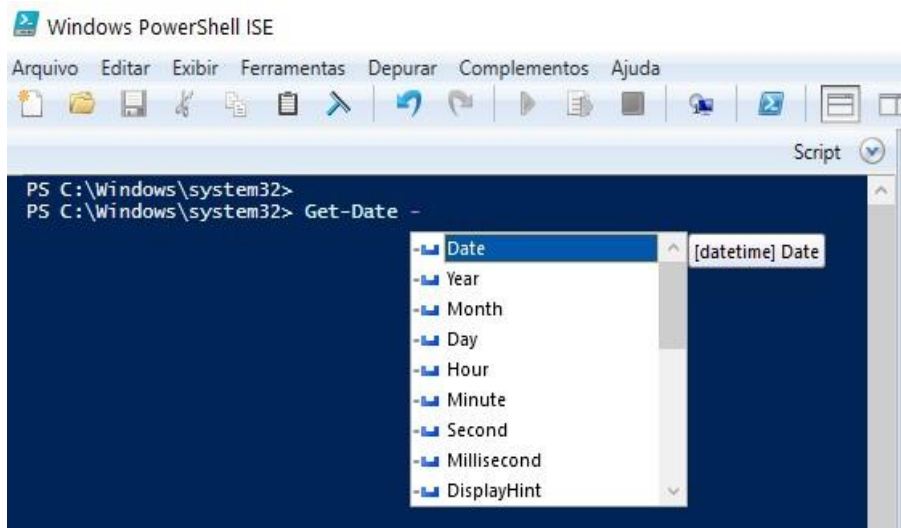 Windows PowerShell ISE
Arquivo Editar Exibir Ferramentas Depurar Complementos Ajuda
Script
PS C:\Windows\system32>
PS C:\Windows\system32> Get-Date -
Date
[datetime] Date
Year
Month
Day
Hour
Minute
Second
Millisecond
DisplayHint